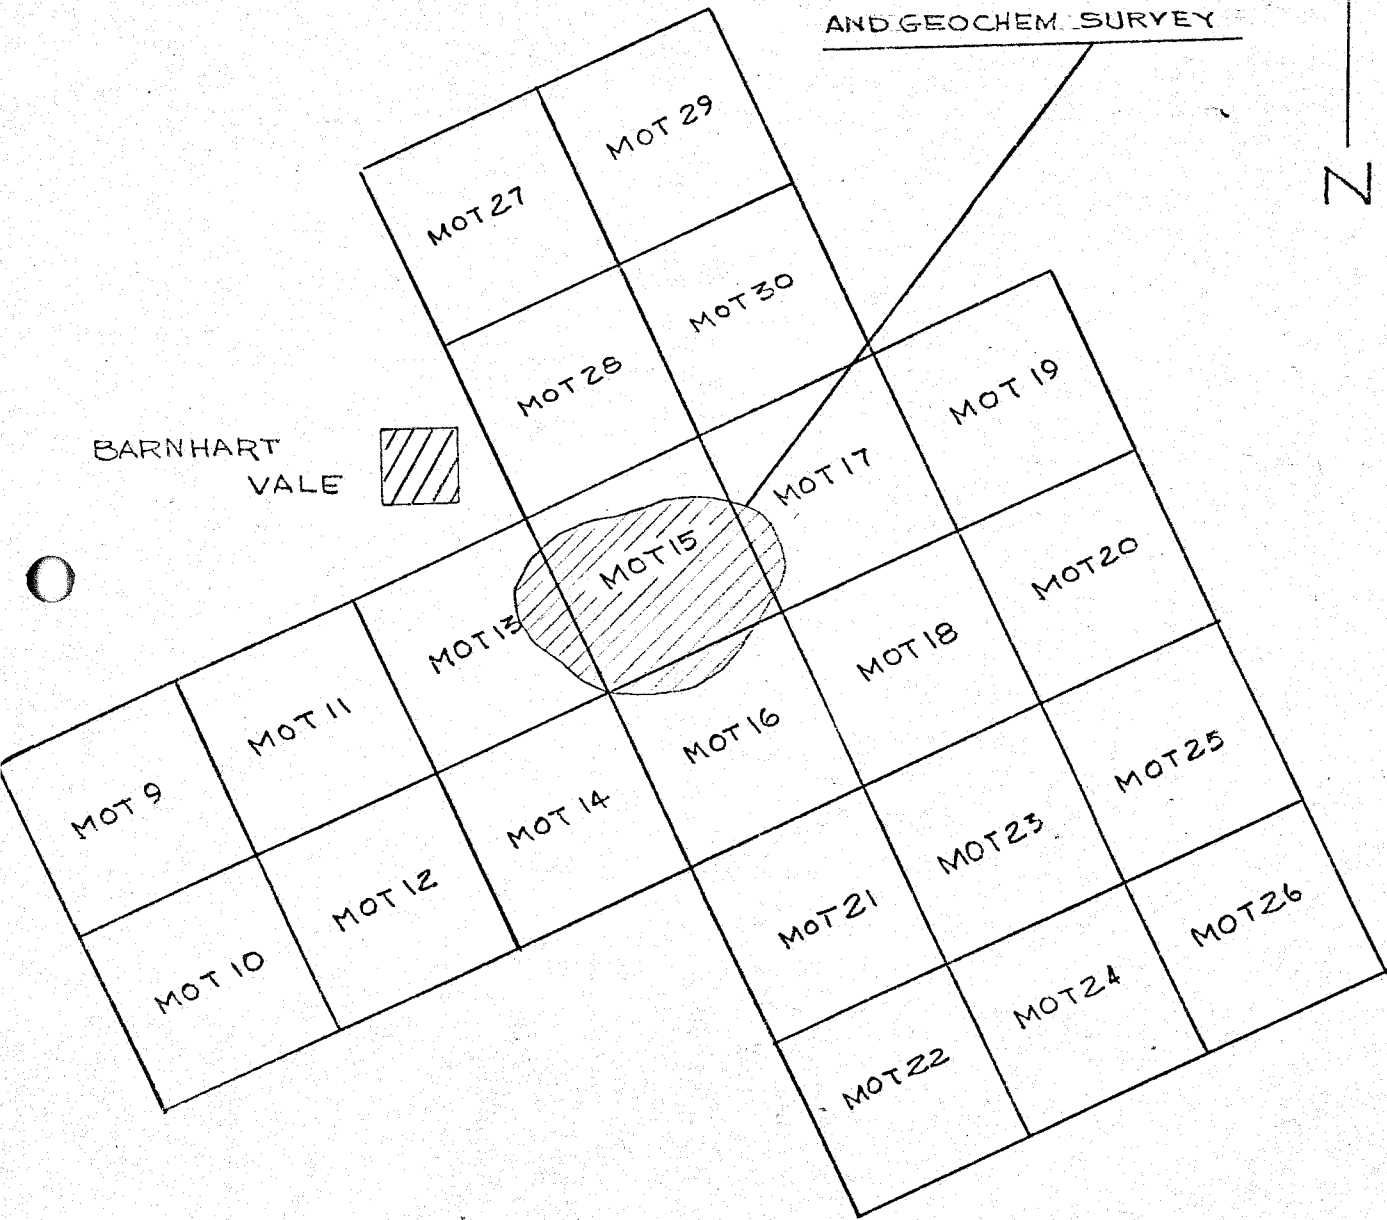 AND GEOCHEM. SURVEY
N
MOT 29
MOT 27
MOT 30
MOT 28
MOT 19
BARNHART
VALE
MOT 17
MOT 15
MOT 20
MOT 13
MOT 18
MOT 11
MOT 16
MOT 25
MOT 9
MOT 14
MOT 23
MOT 12
MOT 21
MOT 26
MOT 10
MOT 24
MOT 22